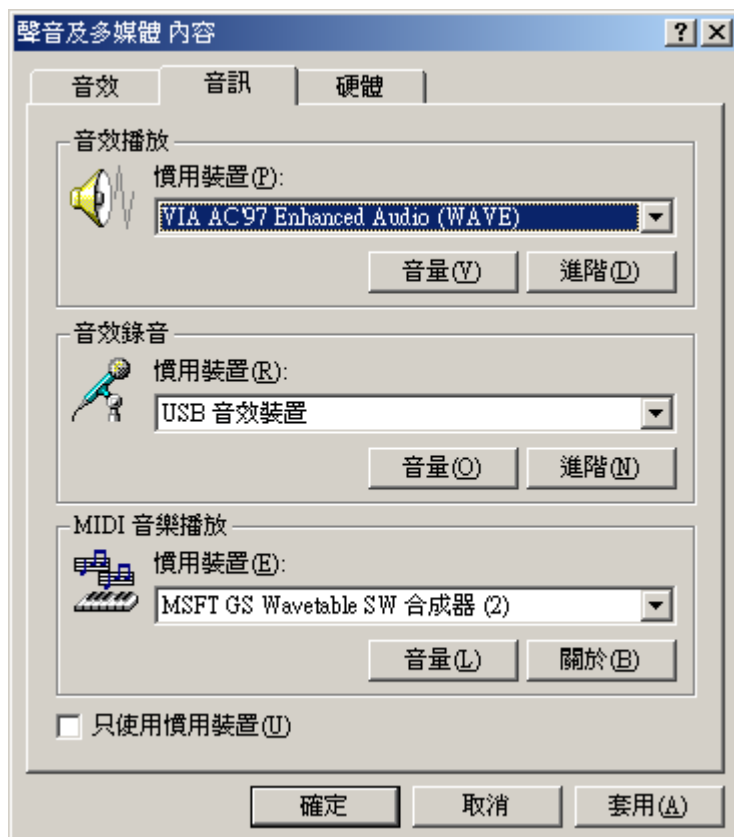 聲音及多媒體 內容
音效 音訊 硬體
音效播放
慣用裝置(P):
VIA AC'97 Enhanced Audio (WAVE)
音量(V) 進階(D)
音效錄音
慣用裝置(R):
USB 音效裝置
音量(O) 進階(N)
MIDI 音樂播放
慣用裝置(E):
MSFT GS Wavetable SW 合成器 (2)
音量(L) 關於(B)
只使用慣用裝置(U)
確定 取消 套用(A)